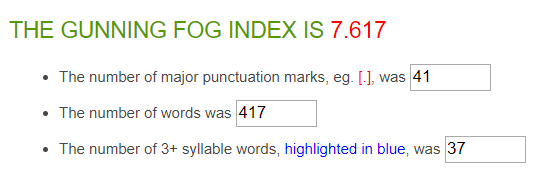 THE GUNNING FOG INDEX IS 7.617
• The number of major punctuation marks, eg. [.], was 41
• The number of words was 417
• The number of 3+ syllable words, highlighted in blue, was 37